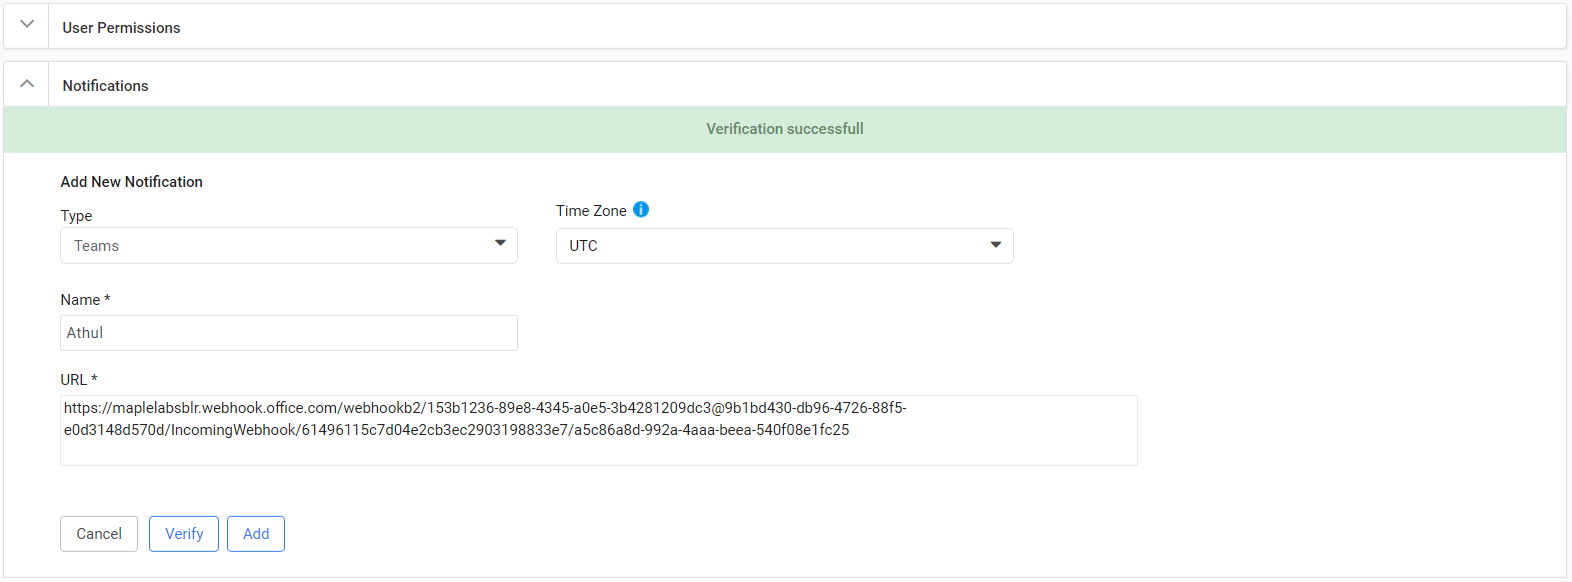 User Permissions
Notifications
Verification successfull
Add New Notification
Type
Time Zone
Teams
UTC
Name *
Athul
URL *
https://maplelabsblr.webhook.office.com/webhookb2/153b1236-89e8-4345-a0e5-3b4281209dc3@9b1bd430-db96-4726-88f5-
e0d3148d570d/IncomingWebhook/61496115c7d04e2cb3ec2903198833e7/a5c86a8d-992a-4aaa-beea-540f08e1fc25
Cancel Verify Add